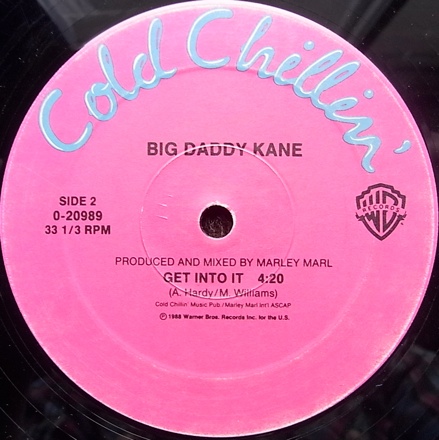 Cold Chillin'
BIG DADDY KANE
SIDE 2
0-20989
33 1/3 RPM
WB
RECORDS
PRODUCED AND MIXED BY MARLEY MARL
GET INTO IT 4:20
(A. Hardy/M. Williams)
Cold Chillin' Music Pub./Marley Marl Int'l ASCAP
℗ 1988 Warner Bros. Records Inc. for the U.S.